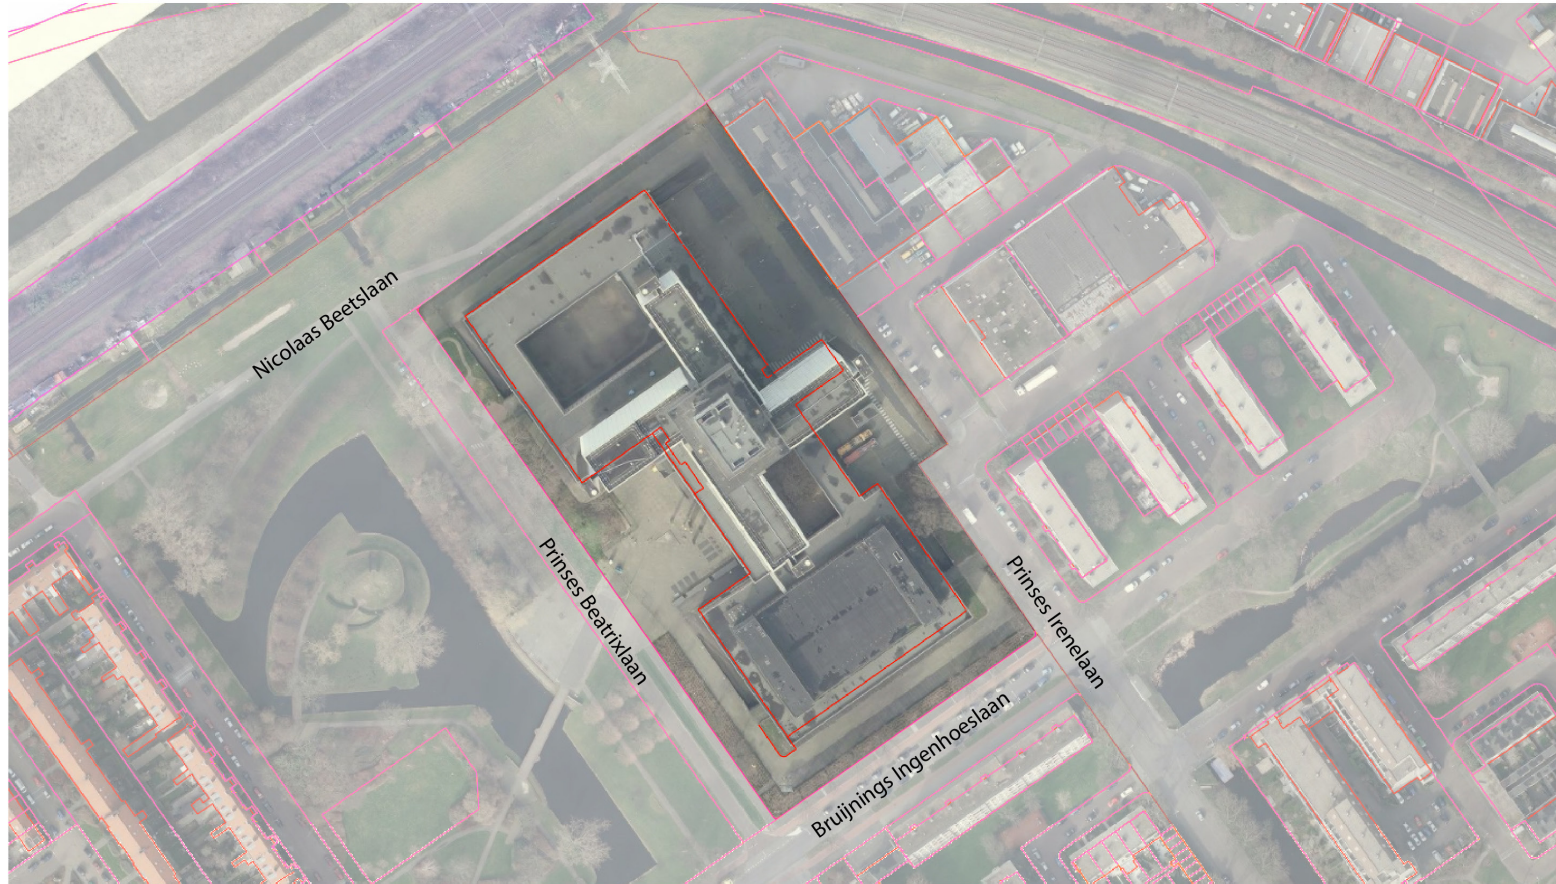 Nicolaas Beetslaan
Prinses Beatrixlaan
Prinses Irenelaan
Bruijnings Ingenhoeslaan